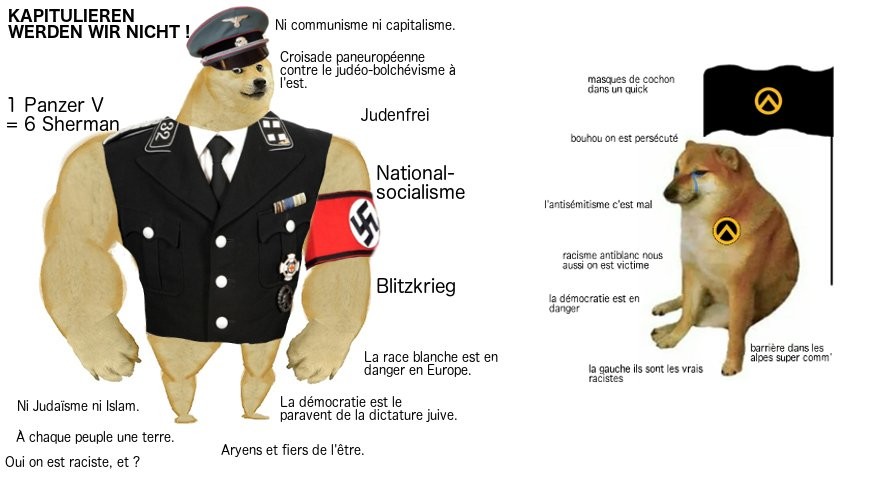 KAPITULIEREN
WERDEN WIR NICHT !
Ni communisme ni capitalisme.
Croisade paneuropéenne
contre le judéo-bolchévisme à
l'est.
1 Panzer V
= 6 Sherman
32
Judenfrei
National-
socialisme
Blitzkrieg
La race blanche est en
danger en Europe.
La démocratie est le
paravent de la dictature juive.
Ni Judaïsme ni Islam.
À chaque peuple une terre.
Aryens et fiers de l'être.
Oui on est raciste, et ?
masques de cochon
dans un quick
bouhou on est persécuté
l'antisémitisme c'est mal
racisme antiblanc nous
aussi on est victime
la démocratie est en
danger
barrière dans les
alpes super comm'
la gauche ils sont les vrais
racistes